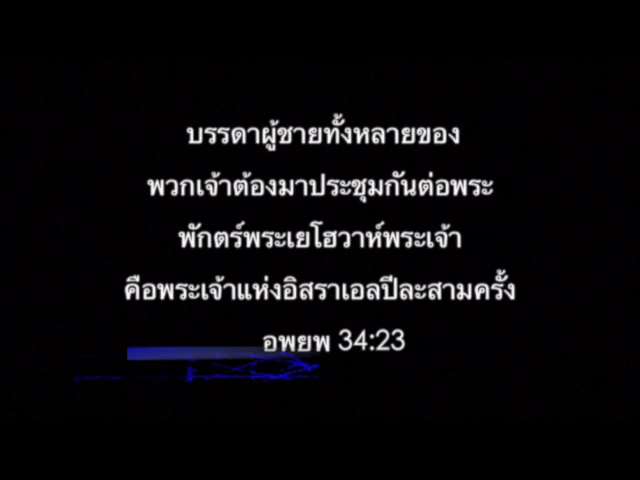 บรรดาผู้ชายทั้งหลายของ
พวกเจ้าต้องมาประชุมกันต่อพระ
พักตร์พระเยโฮวาห์พระเจ้า
คือพระเจ้าแห่งอิสราเอลปีละสามครั้ง
อพยพ 34:23